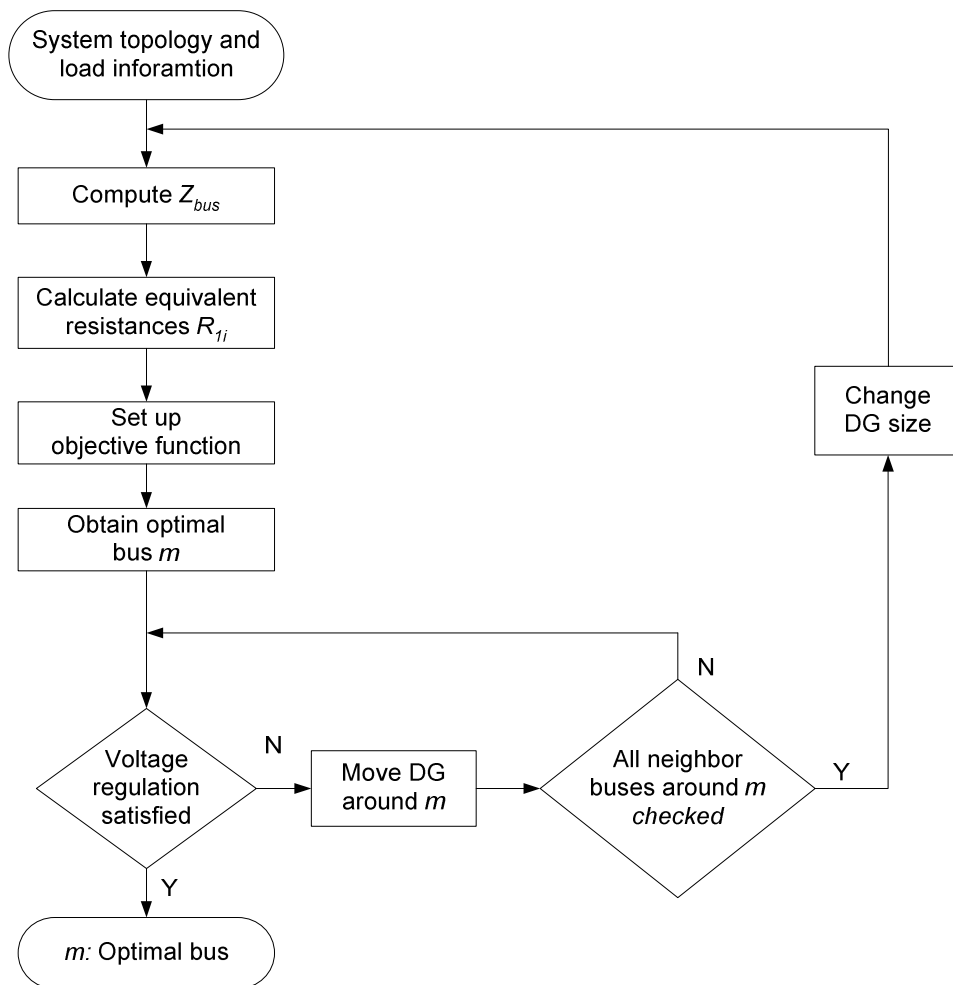 System topology and
load inforamtion
Compute Z_bus
Calculate equivalent
resistances R_1i
Set up
objective function
Obtain optimal
bus m
Change
DG size
N
N
Voltage
regulation
satisfied
Move DG
around m
All neighbor
buses around m
checked
Y
Y
m: Optimal bus